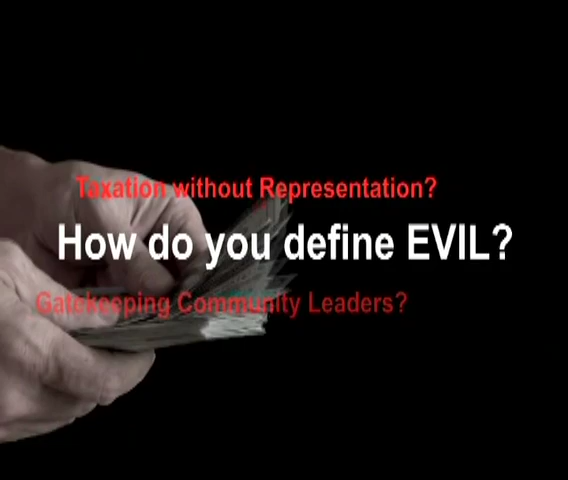 Taxation without Representation?
How do you define EVIL?
Gatekeeping Community Leaders?